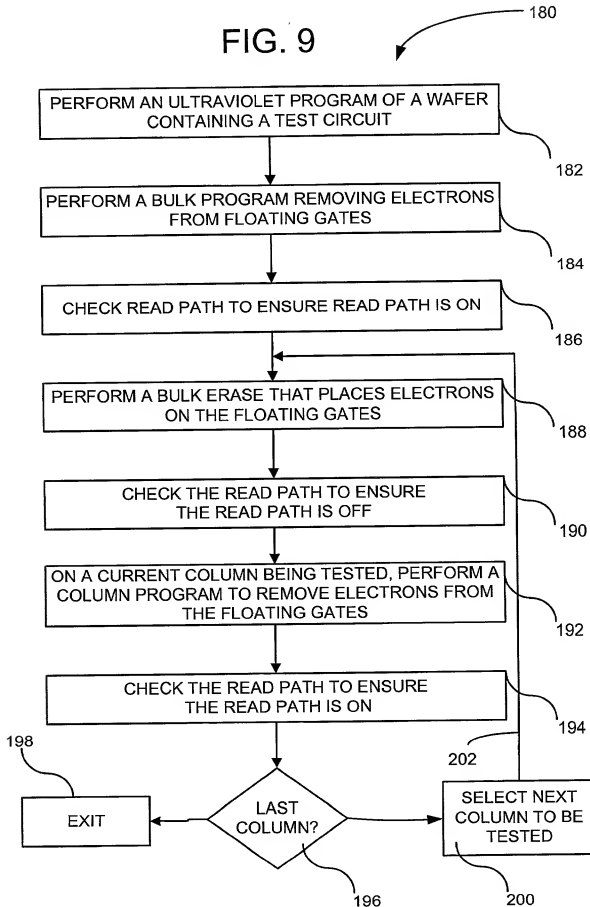 FIG. 9
180
PERFORM AN ULTRAVIOLET PROGRAM OF A WAFER
CONTAINING A TEST CIRCUIT
182
PERFORM A BULK PROGRAM REMOVING ELECTRONS
FROM FLOATING GATES
184
CHECK READ PATH TO ENSURE READ PATH IS ON
186
PERFORM A BULK ERASE THAT PLACES ELECTRONS
ON THE FLOATING GATES
188
CHECK THE READ PATH TO ENSURE
THE READ PATH IS OFF
190
ON A CURRENT COLUMN BEING TESTED, PERFORM A
COLUMN PROGRAM TO REMOVE ELECTRONS FROM
THE FLOATING GATES
192
CHECK THE READ PATH TO ENSURE
THE READ PATH IS ON
194
198
EXIT
LAST
COLUMN?
196
202
SELECT NEXT
COLUMN TO BE
TESTED
200